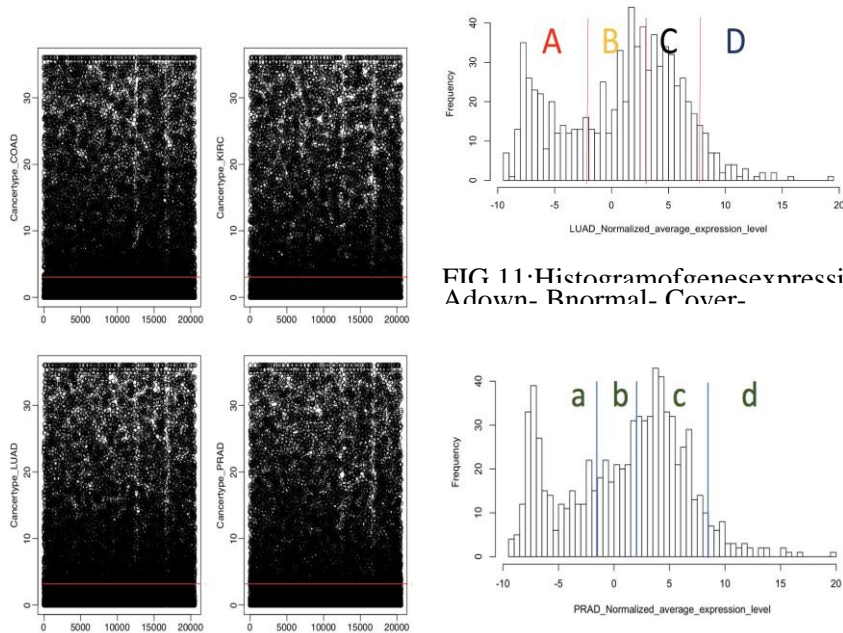 Cancertype_COAD
0 10 20 30
0 5000 10000 15000 20000
Cancertype_KIRC
0 10 20 30
0 5000 10000 15000 20000
Cancertype_LUAD
0 10 20 30
0 5000 10000 15000 20000
Cancertype_PRAD
0 10 20 30
0 5000 10000 15000 20000
A B C D
Frequency
0 10 20 30 40
-10 -5 0 5 10 15 20
LUAD_Normalized_average_expression_level
FIG 11:Histogramofgenesexpressi
Adown- Bnormal- Cover-
a b c d
Frequency
0 10 20 30 40
-10 -5 0 5 10 15 20
PRAD_Normalized_average_expression_level